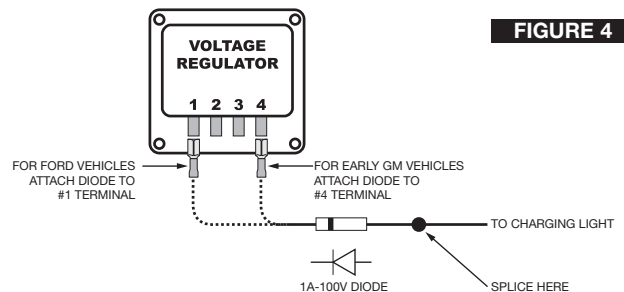 FIGURE 4
VOLTAGE
REGULATOR
1 2 3 4
FOR FORD VEHICLES
ATTACH DIODE TO
#1 TERMINAL
FOR EARLY GM VEHICLES
ATTACH DIODE TO
#4 TERMINAL
TO CHARGING LIGHT
1A-100V DIODE
SPLICE HERE